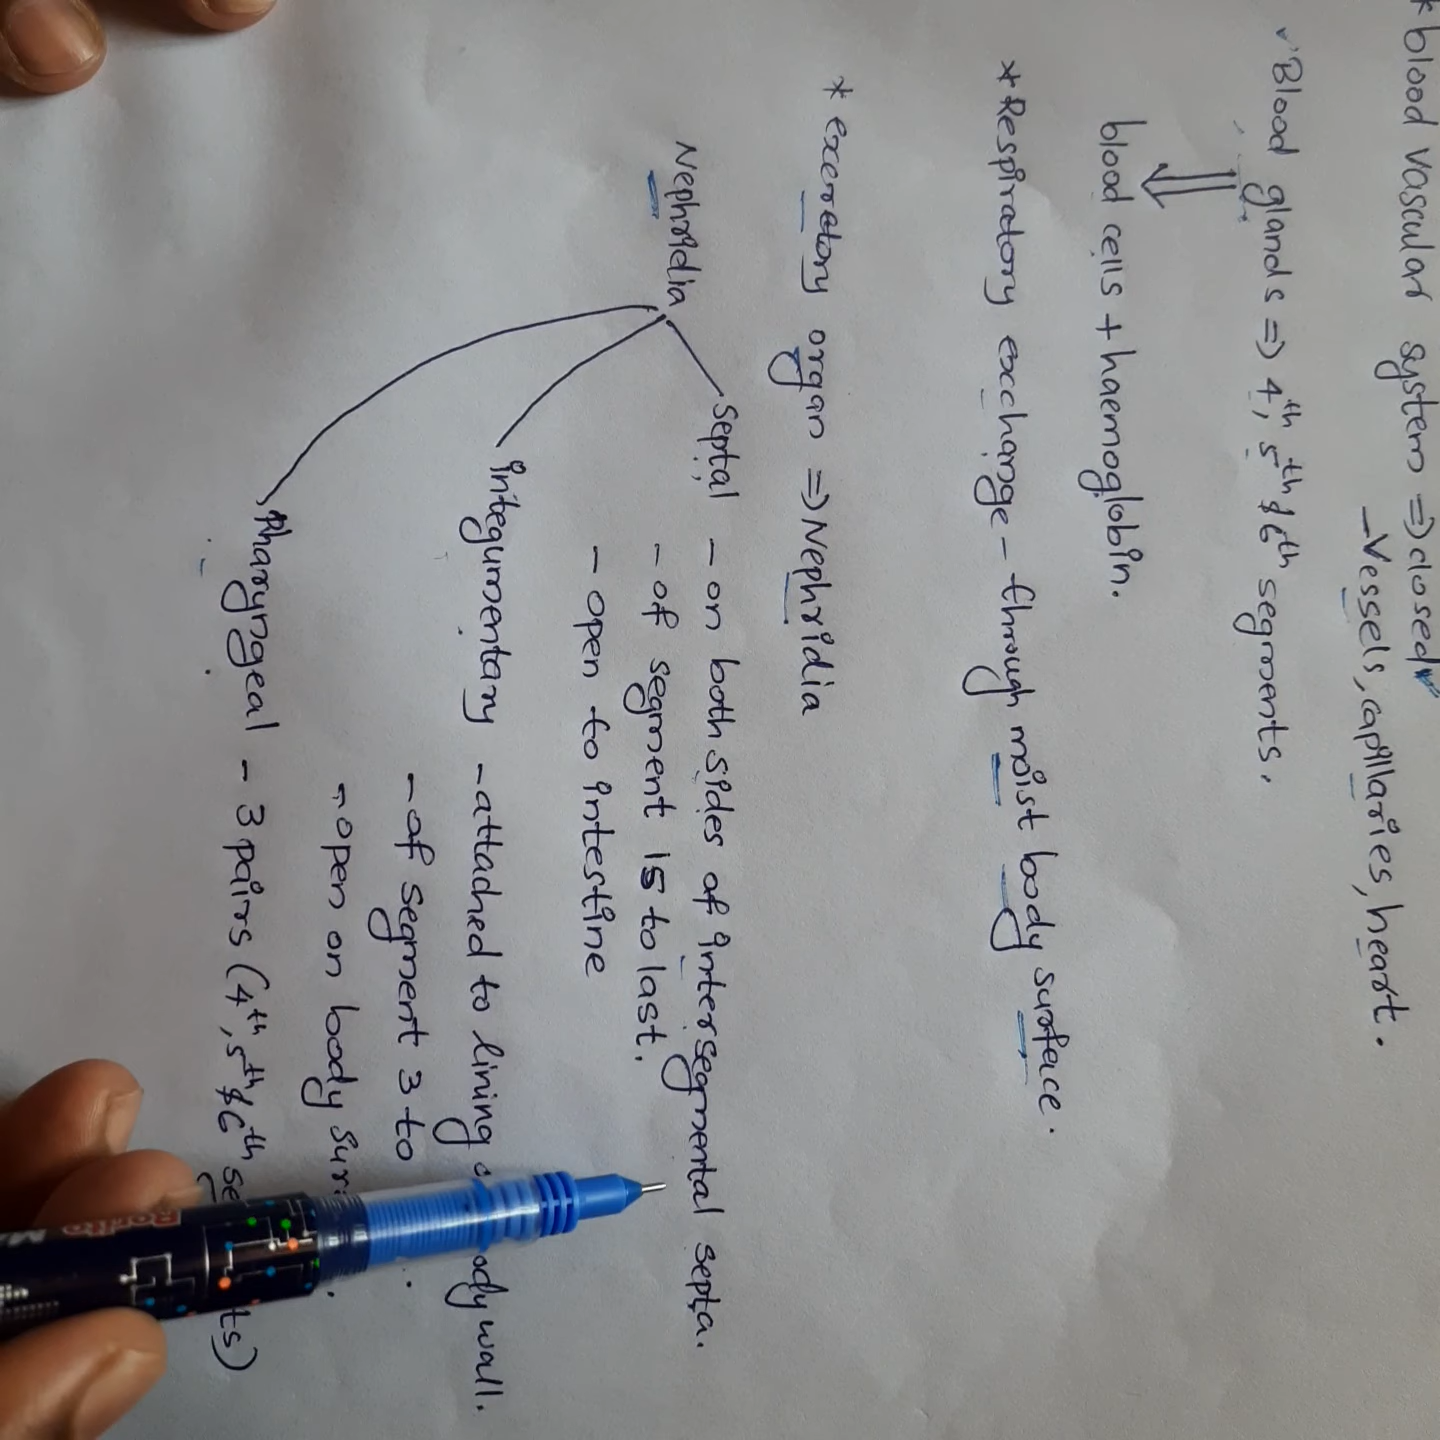 * blood vascular system => closed
- Vessels, capillaries, heart.
Blood glands => 4th, 5th & 6th segments.
blood cells + haemoglobin.
* Respiratory exchange - through moist body surface.
* excretory organ => Nephridia
Nephridia
Septal - on both sides of intersegmental septa.
- of segment 15 to last.
- open to intestine
integumentary - attached to lining body wall.
- of segment 3 to
- open on body
Pharyngeal - 3 pairs (4th, 5th & 6th